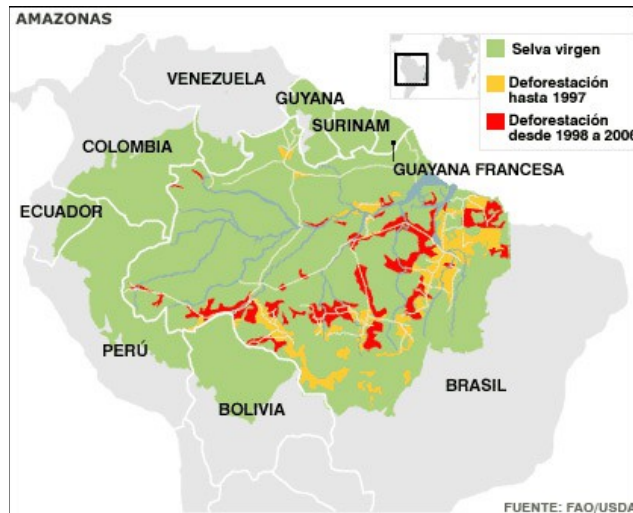 AMAZONAS
Selva virgen
Deforestación
hasta 1997
Deforestación
desde 1998 a 2006
VENEZUELA
GUYANA
SURINAM
COLOMBIA
GUAYANA FRANCESA
ECUADOR
PERÚ
BRASIL
BOLIVIA
FUENTE: FAO/USDA